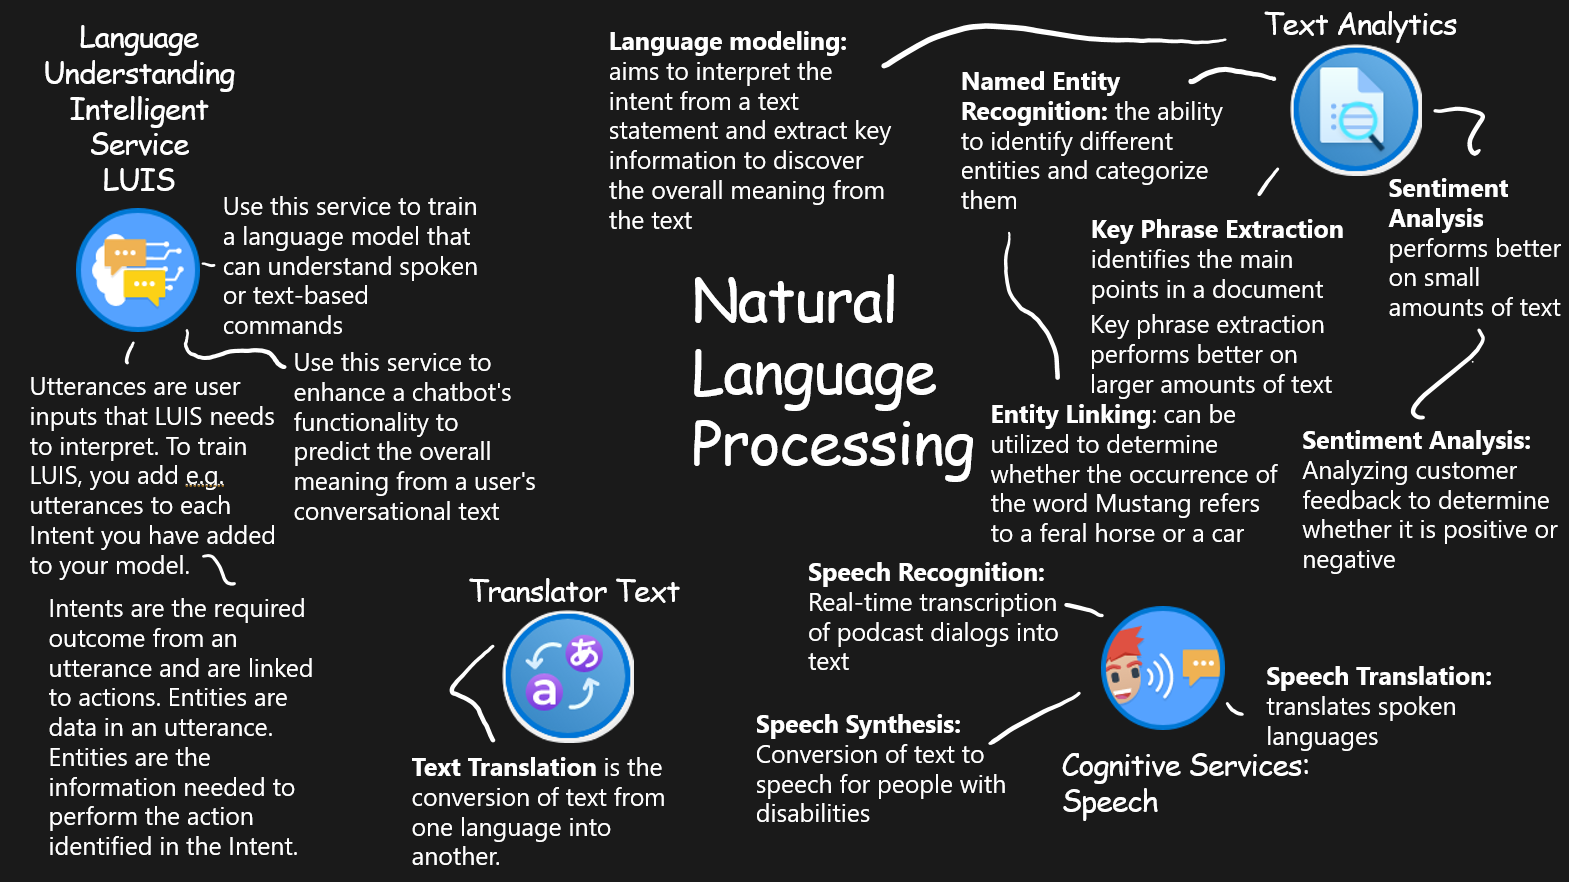 Language
Understanding
Intelligent
Service
LUIS
Use this service to train
a language model that
can understand spoken
or text-based
commands
Use this service to
enhance a chatbot's
functionality to
predict the overall
meaning from a user's
conversational text
Utterances are user
inputs that LUIS needs
to interpret. To train
LUIS, you add e.g.
utterances to each
Intent you have added
to your model.
Intents are the required
outcome from an
utterance and are linked
to actions. Entities are
data in an utterance.
Entities are the
information needed to
perform the action
identified in the Intent.
Natural
Language
Processing
Text Analytics
Language modeling:
aims to interpret the
intent from a text
statement and extract key
information to discover
the overall meaning from
the text
Named Entity
Recognition: the ability
to identify different
entities and categorize
them
Key Phrase Extraction
identifies the main
points in a document
Key phrase extraction
performs better on
larger amounts of text
Sentiment
Analysis
performs better
on small
amounts of text
Entity Linking: can be
utilized to determine
whether the occurrence of
the word Mustang refers
to a feral horse or a car
Sentiment Analysis:
Analyzing customer
feedback to determine
whether it is positive or
negative
Translator Text
あ
a
Text Translation is the
conversion of text from
one language into
another.
Speech Recognition:
Real-time transcription
of podcast dialogs into
text
Speech Synthesis:
Conversion of text to
speech for people with
disabilities
Speech Translation:
translates spoken
languages
Cognitive Services:
Speech